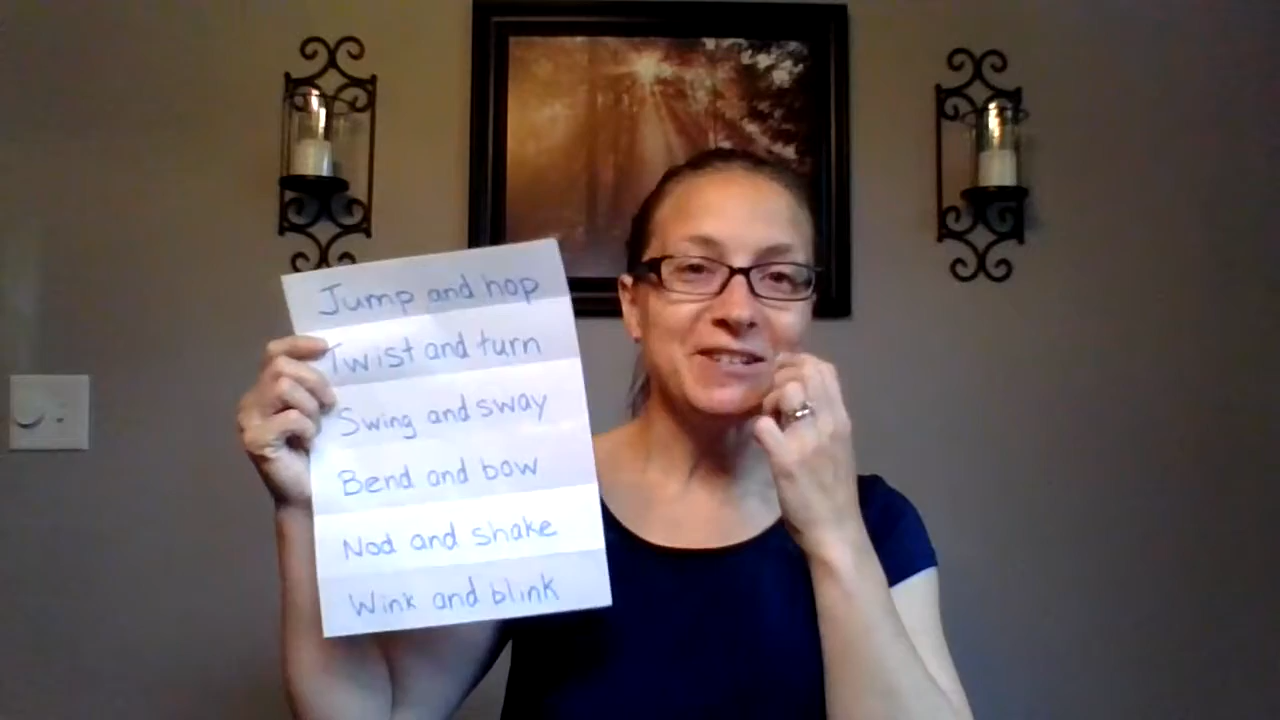 Jump and hop
Twist and turn
Swing and sway
Bend and bow
Nod and shake
Wink and blink